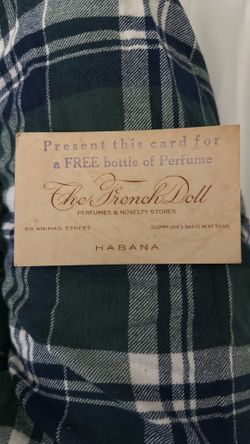 Present this card for
a FREE bottle of Perfume
The French Doll
PERFUMES & NOVELTY STORES
ANIMAS STREET SLOPPY JOE'S BAR IS NEXT TO US
HABANA